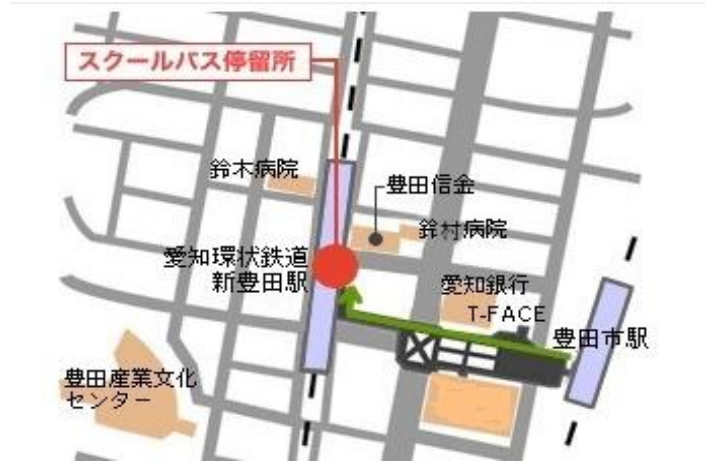 スクールバス停留所
鈴木病院
豊田信金
鈴村病院
愛知環状鉄道
新豊田駅
愛知銀行
T-FACE
豊田市駅
豊田産業文化
センター